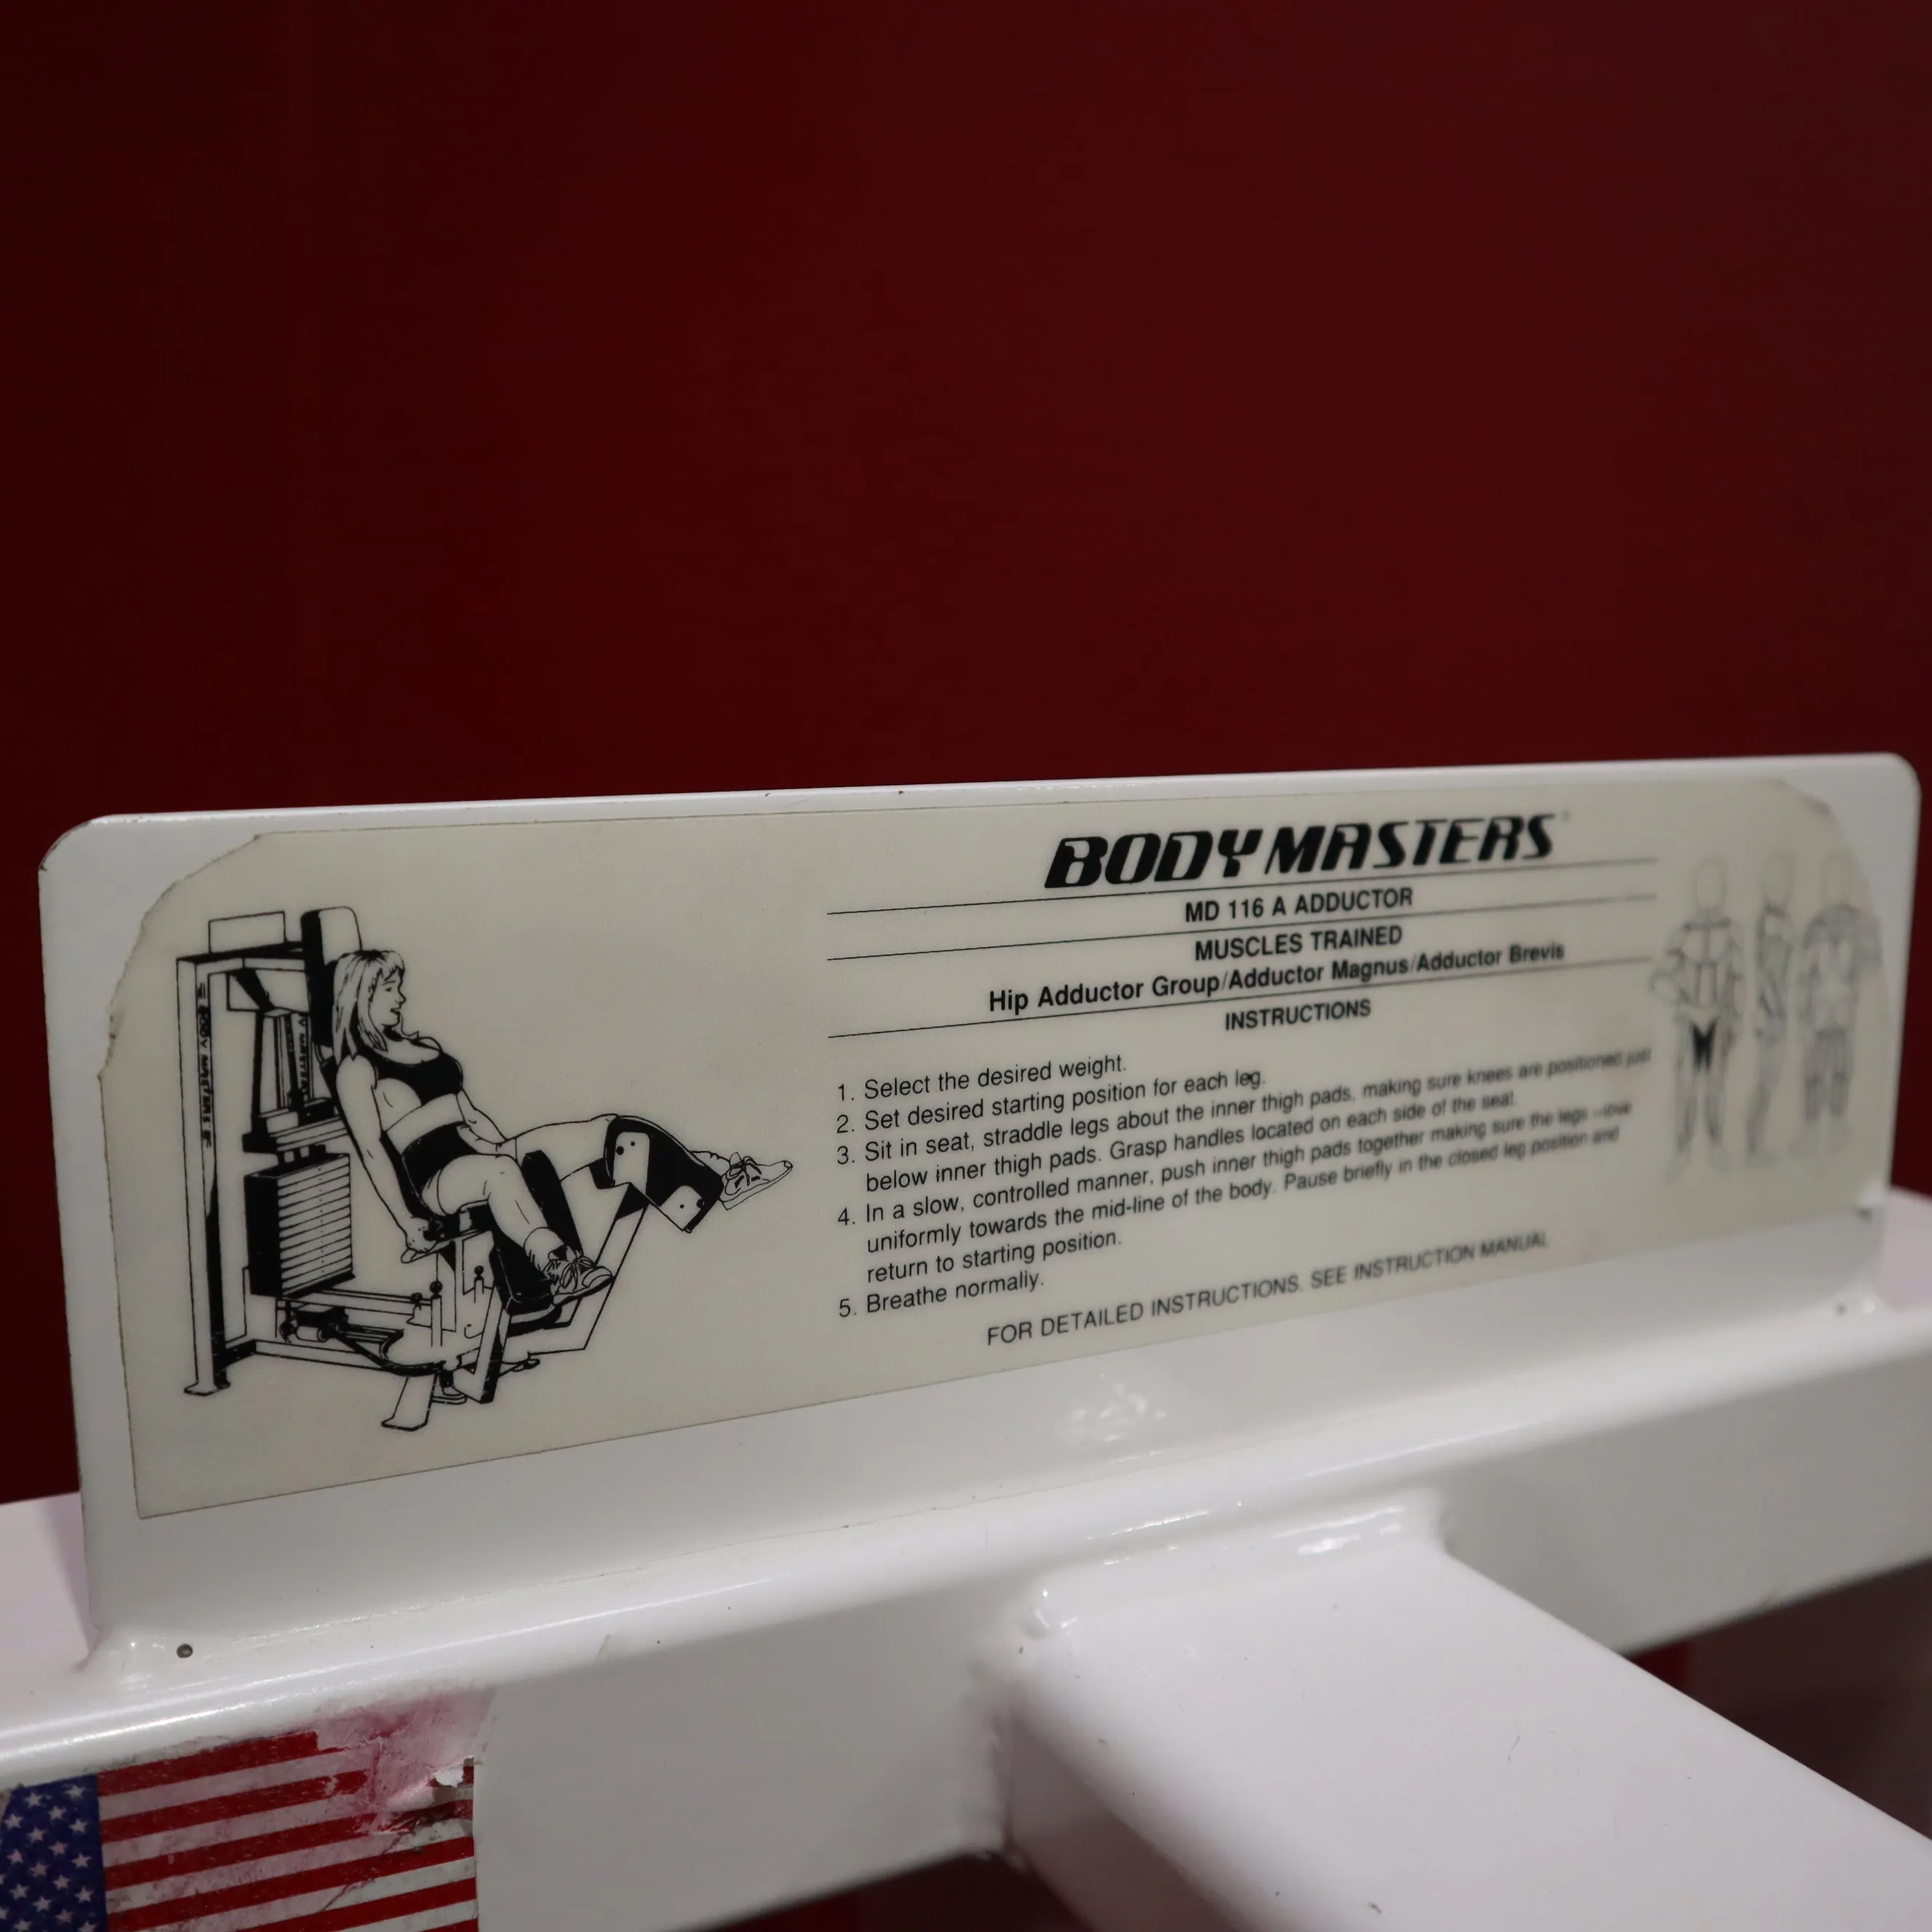 BODY MASTERS
MD 116 A ADDUCTOR
MUSCLES TRAINED
Hip Adductor Group/Adductor Magnus/Adductor Brevis
INSTRUCTIONS
1. Select the desired weight.
2. Set desired starting position for each leg.
3. Sit in seat, straddle legs about the inner thigh pads, making sure knees are positioned just
below inner thigh pads. Grasp handles located on each side of the seat.
4. In a slow, controlled manner, push inner thigh pads together making sure the legs move
uniformly towards the mid-line of the body. Pause briefly in the closed leg position and
return to starting position.
5. Breathe normally.
FOR DETAILED INSTRUCTIONS, SEE INSTRUCTION MANUAL
BODY MASTERS